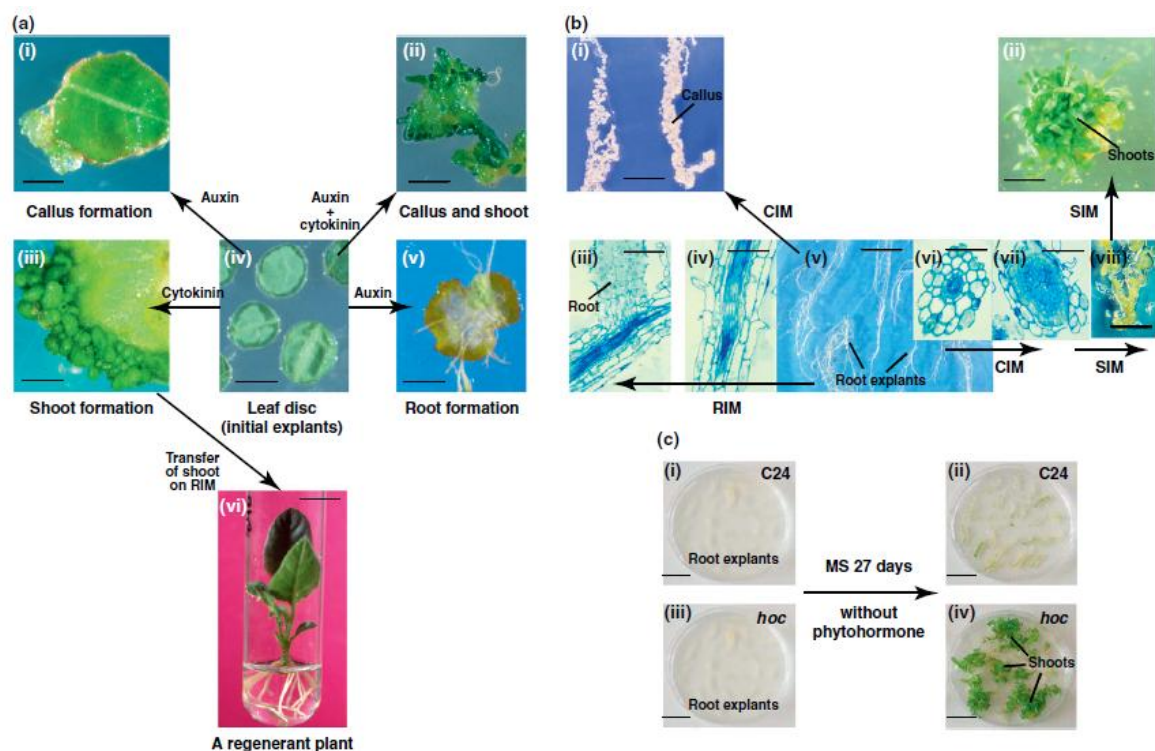 (a)
(i)
(ii)
Auxin
Auxin
+
cytokinin
Callus formation
Callus and shoot
(iii)
(iv)
(v)
Cytokinin
Auxin
Shoot formation
Leaf disc
(initial explants)
Root formation
Transfer
of shoot
on RIM
(vi)
A regenerant plant
(b)
(i)
Callus
(ii)
Shoots
CIM
SIM
(iii)
Root
(iv)
(v)
Root explants
(vi)
(vii)
(viii)
RIM
CIM
SIM
(c)
(i)
C24
Root explants
(ii)
C24
MS 27 days
without
phytohormone
(iii)
hoc
Root explants
(iv)
hoc
Shoots